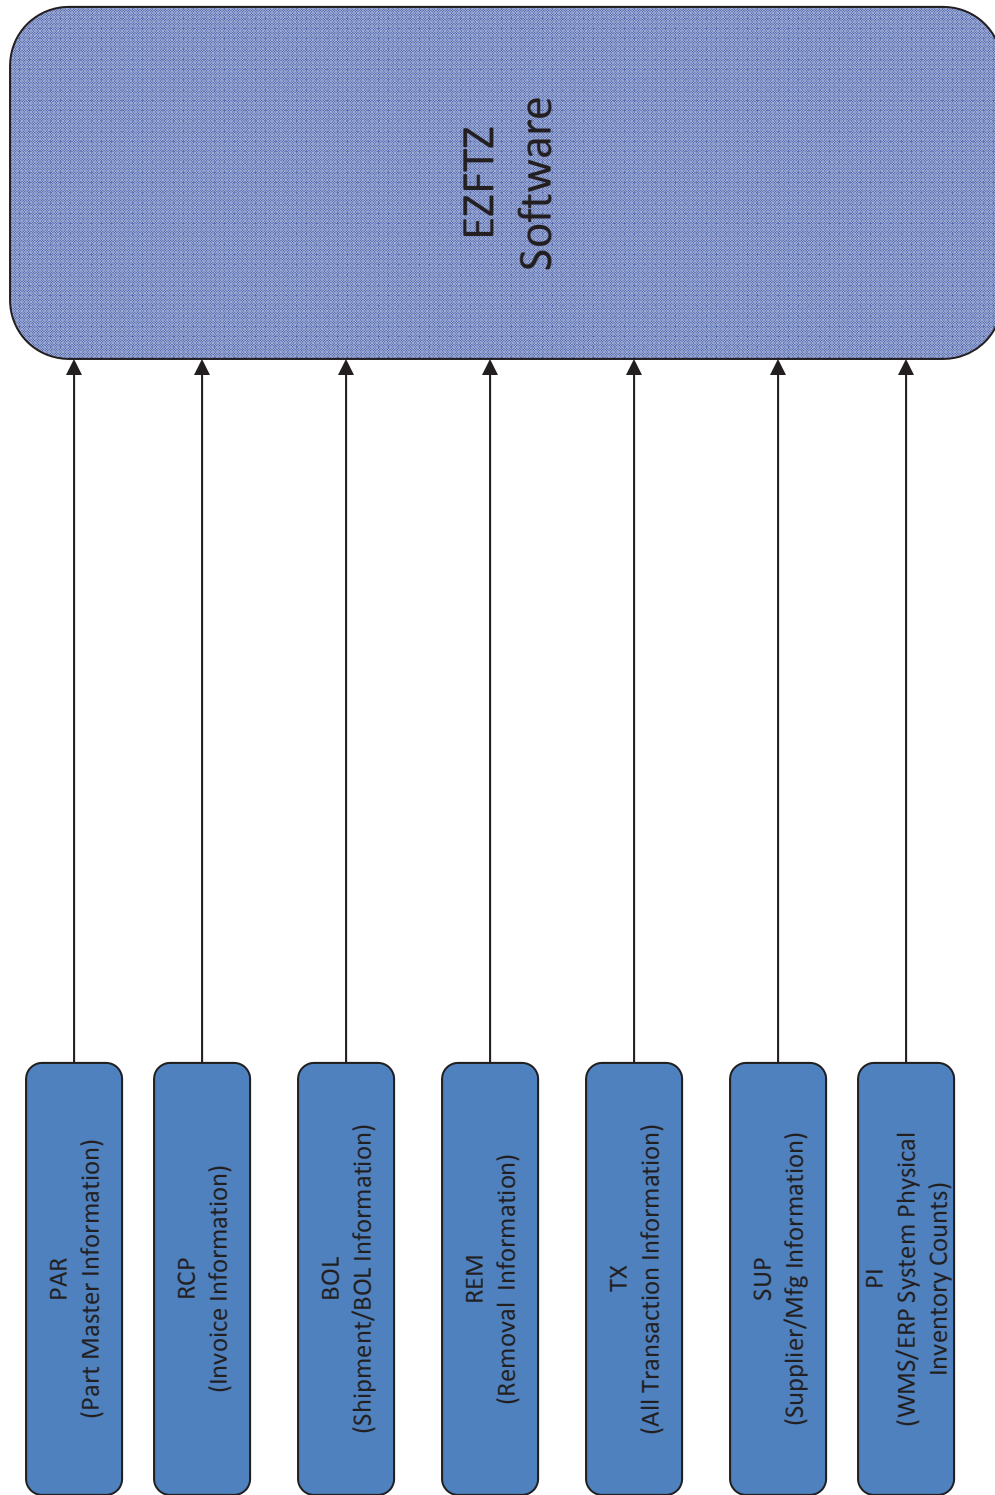 PAR
(Part Master Information)
RCP
(Invoice Information)
BOL
(Shipment/BOL Information)
REM
(Removal Information)
TX
(All Transaction Information)
SUP
(Supplier/Mfg Information)
PI
(WMS/ERP System Physical
Inventory Counts)
EZFTZ
Software